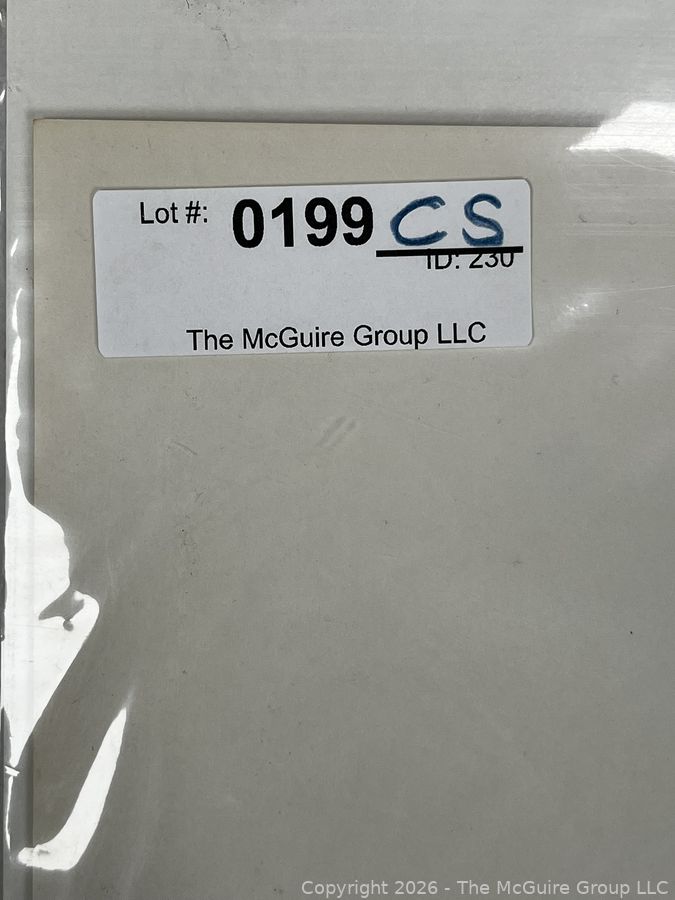 Lot #: 0199 CS
ID: 230
The McGuire Group LLC
Copyright 2026 - The McGuire Group LLC